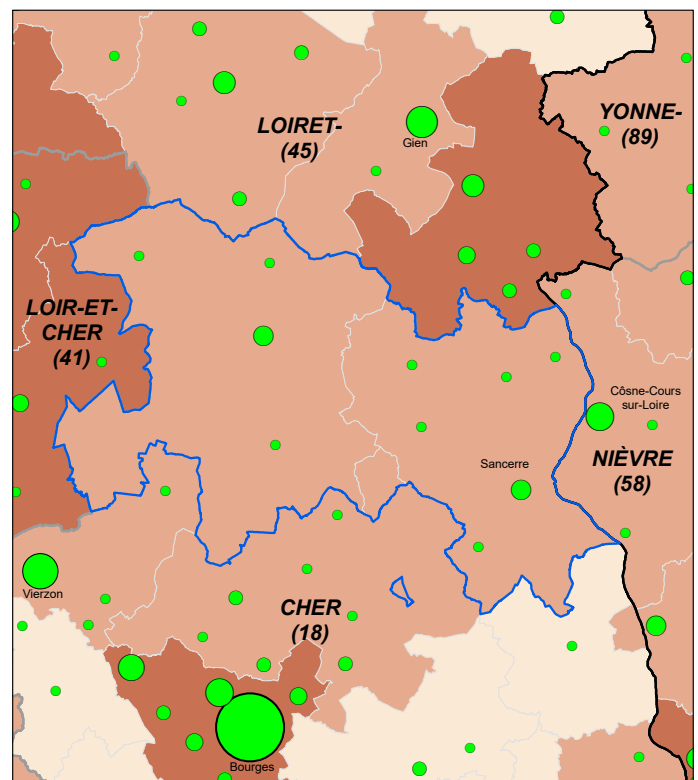 LOIRET-
(45)
YONNE-
(89)
Gien
LOIR-ET-
CHER
(41)
Côsne-Cours
sur-Loire
NIÈVRE
(58)
Sancerre
Vierzon
CHER
(18)
Bourges